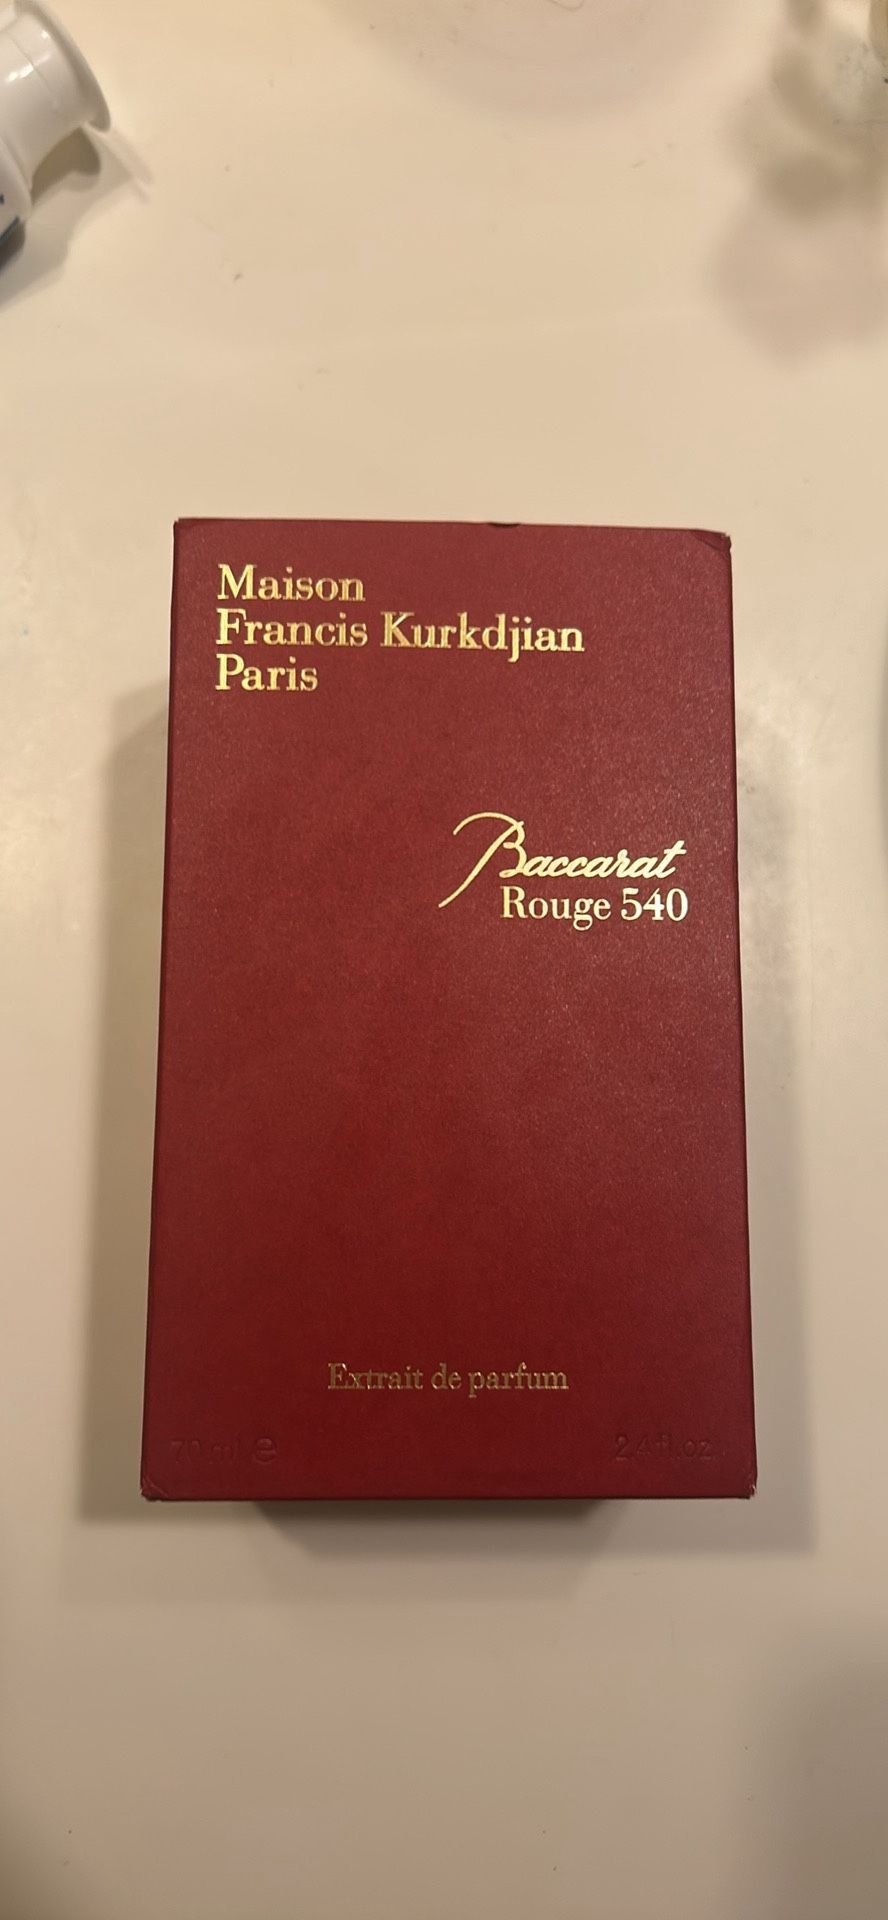 Maison
Francis Kurkdjian
Paris
Baccarat
Rouge 540
Extrait de parfum
70 ml e 2.4 fl.oz.